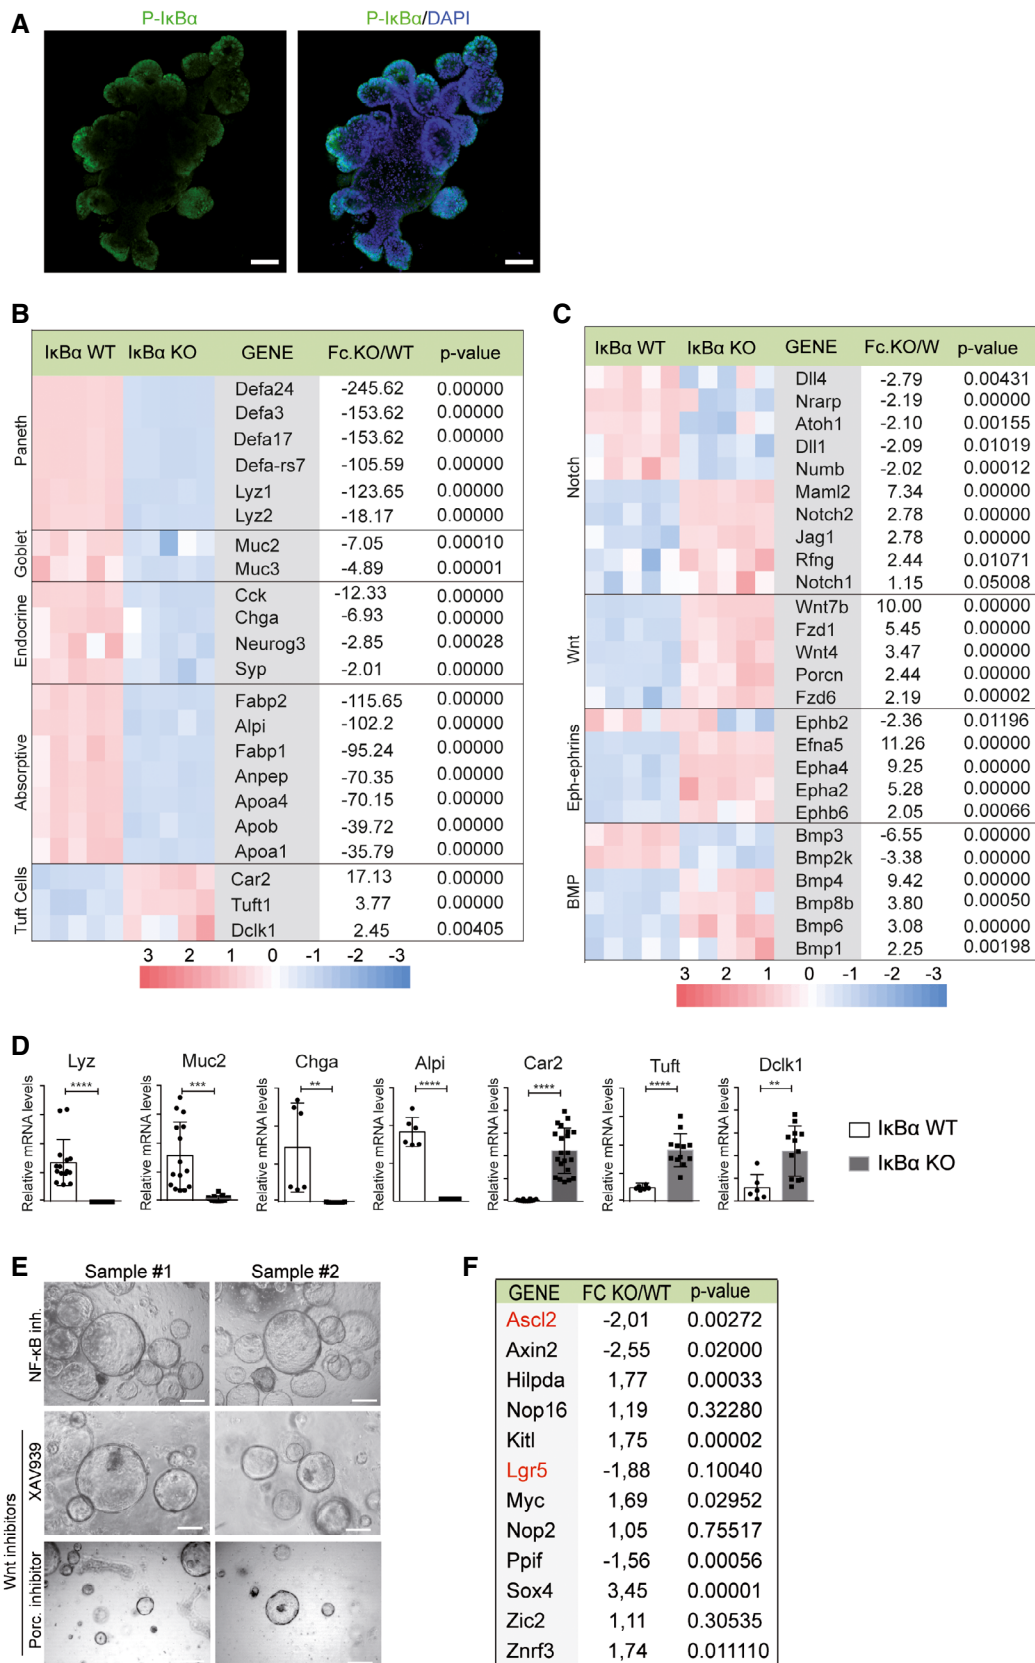 A
P-IκBα
P-IκBα/DAPI
B
IκBα WT IκBα KO GENE Fc.KO/WT p-value
Paneth
Defa24 -245.62 0.00000
Defa3 -153.62 0.00000
Defa17 -153.62 0.00000
Defa-rs7 -105.59 0.00000
Lyz1 -123.65 0.00000
Lyz2 -18.17 0.00000
Goblet
Muc2 -7.05 0.00010
Muc3 -4.89 0.00001
Endocrine
Cck -12.33 0.00000
Chga -6.93 0.00000
Neurog3 -2.85 0.00028
Syp -2.01 0.00000
Absorptive
Fabp2 -115.65 0.00000
Alpi -102.2 0.00000
Fabp1 -95.24 0.00000
Anpep -70.35 0.00000
Apoa4 -70.15 0.00000
Apob -39.72 0.00000
Apoa1 -35.79 0.00000
Tuft Cells
Car2 17.13 0.00000
Tuft1 3.77 0.00000
Dclk1 2.45 0.00405
3 2 1 0 -1 -2 -3
C
IκBα WT IκBα KO GENE Fc.KO/W p-value
Notch
Dll4 -2.79 0.00431
Nrarp -2.19 0.00000
Atoh1 -2.10 0.00155
Dll1 -2.09 0.01019
Numb -2.02 0.00012
Maml2 7.34 0.00000
Notch2 2.78 0.00000
Jag1 2.78 0.00000
Rfng 2.44 0.01071
Notch1 1.15 0.05008
Wnt
Wnt7b 10.00 0.00000
Fzd1 5.45 0.00000
Wnt4 3.47 0.00000
Porcn 2.44 0.00000
Fzd6 2.19 0.00002
Eph-ephrins
Ephb2 -2.36 0.01196
Efna5 11.26 0.00000
Epha4 9.25 0.00000
Epha2 5.28 0.00000
Ephb6 2.05 0.00066
BMP
Bmp3 -6.55 0.00000
Bmp2k -3.38 0.00000
Bmp4 9.42 0.00000
Bmp8b 3.80 0.00050
Bmp6 3.08 0.00000
Bmp1 2.25 0.00198
3 2 1 0 -1 -2 -3
D
Lyz
Relative mRNA levels
****
Muc2
Relative mRNA levels
***
Chga
Relative mRNA levels
**
Alpi
Relative mRNA levels
****
Car2
Relative mRNA levels
****
Tuft
Relative mRNA levels
****
Dclk1
Relative mRNA levels
**
IκBα WT
IκBα KO
E
Sample #1 Sample #2
NF-κB inh.
Wnt inhibitors
XAV939
Porc. inhibitor
F
GENE FC KO/WT p-value
Ascl2 -2,01 0.00272
Axin2 -2,55 0.02000
Hilpda 1,77 0.00033
Nop16 1,19 0.32280
Kitl 1,75 0.00002
Lgr5 -1,88 0.10040
Myc 1,69 0.02952
Nop2 1,05 0.75517
Ppif -1,56 0.00056
Sox4 3,45 0.00001
Zic2 1,11 0.30535
Znrf3 1,74 0.011110